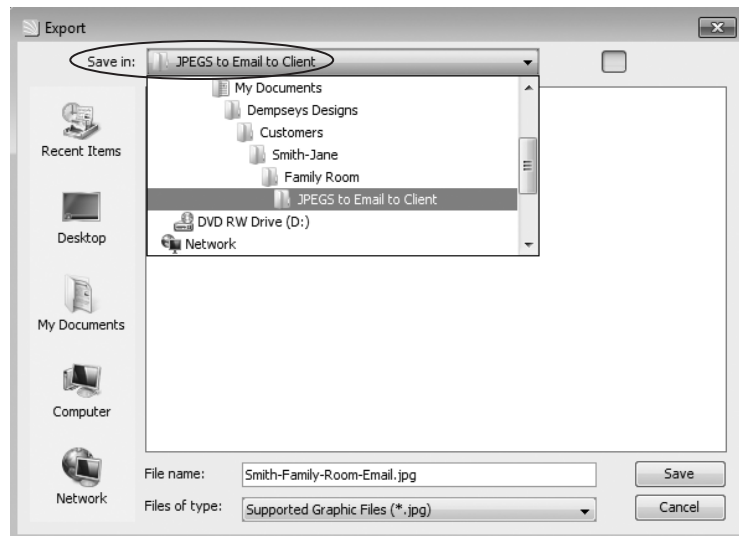 Export
Save in: JPEGS to Email to Client
My Documents
Dempseys Designs
Customers
Smith-Jane
Family Room
JPEGS to Email to Client
DVD RW Drive (D:)
Network
Recent Items
Desktop
My Documents
Computer
Network
File name: Smith-Family-Room-Email.jpg Save
Files of type: Supported Graphic Files (*.jpg) Cancel